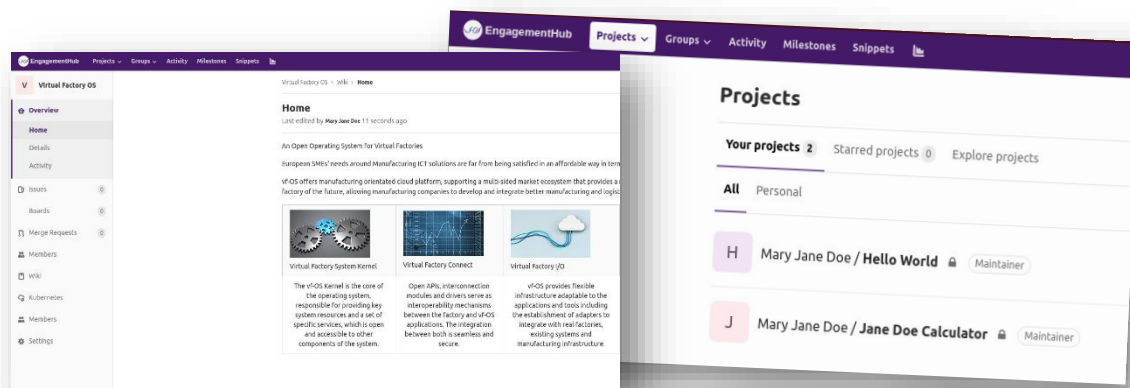 EngagementHub Projects Groups Activity Milestones Snippets
Projects
Your projects 2 Starred projects 0 Explore projects
All Personal
H Mary Jane Doe / Hello World Maintainer
J Mary Jane Doe / Jane Doe Calculator Maintainer
EngagementHub Projects Groups Activity Milestones Snippets
V Virtual Factory OS
Overview
Home
Details
Activity
Issues 0
Boards 0
Merge Requests 0
Members
Wiki
Kubernetes
Members
Settings
Virtual Factory OS › Wiki › Home
Home
Last edited by Mary Jane Doe 11 seconds ago
An Open Operating System for Virtual Factories
European SMEs' needs around Manufacturing ICT solutions are far from being satisfied in an affordable way in
vf-OS offers manufacturing orientated cloud platform, supporting a multi-sided market ecosystem that provides a
factory of the future, allowing manufacturing companies to develop and integrate better manufacturing and
Virtual Factory System Kernel
The vf-OS Kernel is the core of
the operating system,
responsible for providing key
system resources and a set of
specific services, which is open
and accessible to other
components of the system.
Virtual Factory Connect
Open APIs, interconnection
modules and drivers serve as
interoperability mechanisms
between the factory and vf-OS
applications. The integration
between both is seamless and
secure.
Virtual Factory I/O
vf-OS provides flexible
infrastructure adaptable to the
applications and tools including
the establishment of adapters to
integrate with real factories,
existing systems and
manufacturing infrastructure.